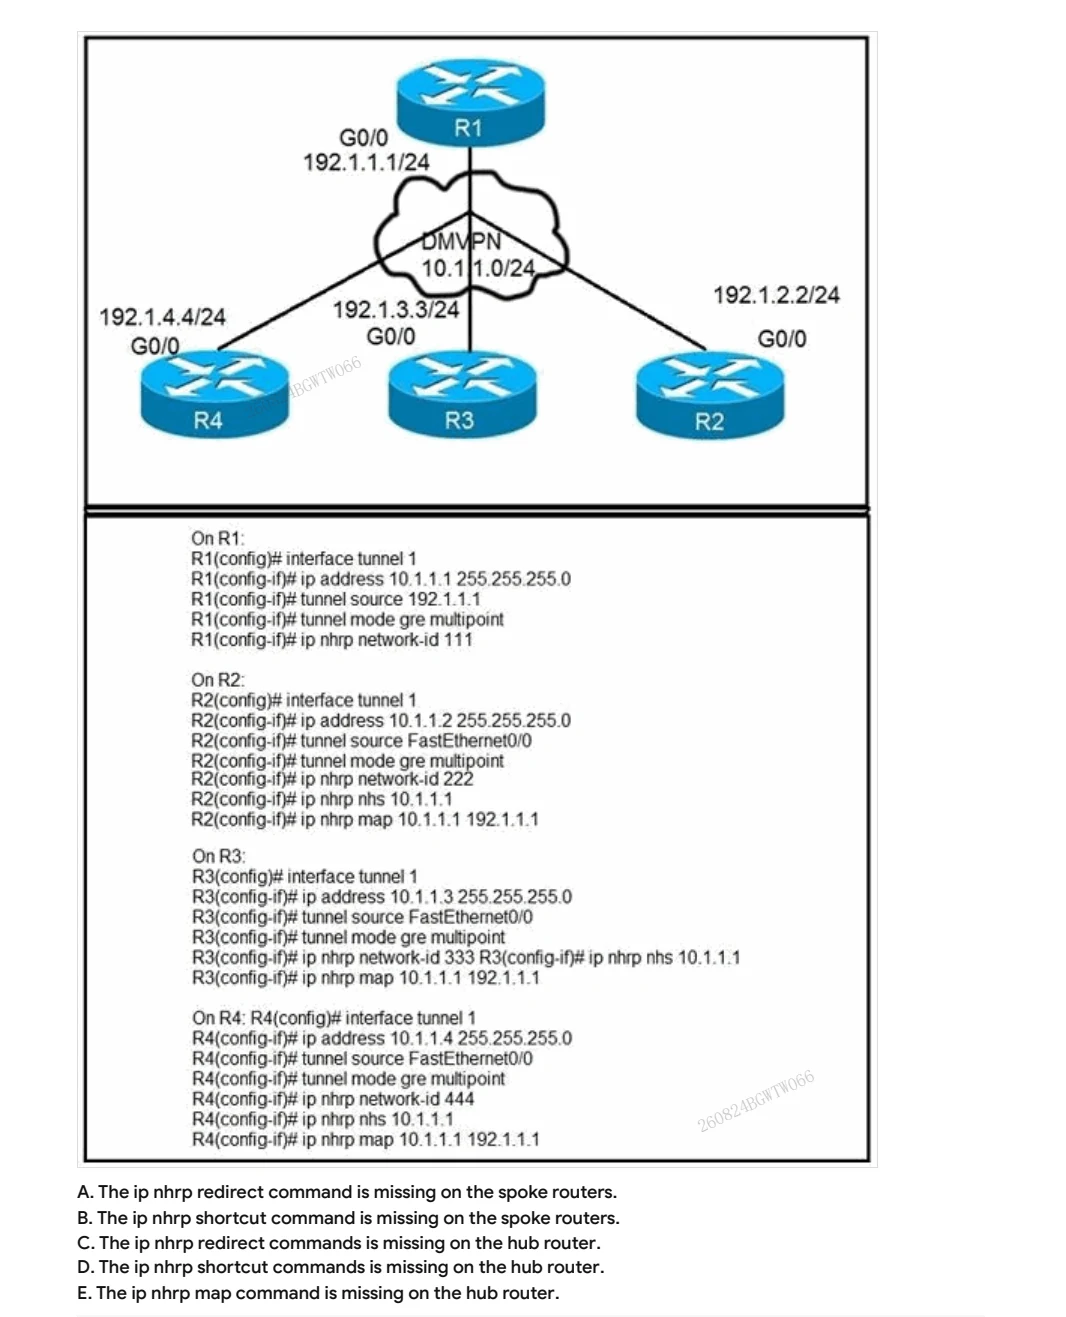 R1
G0/0
192.1.1.1/24
DMVPN
10.1.1.0/24
192.1.2.2/24
G0/0
192.1.3.3/24
G0/0
192.1.4.4/24
G0/0
R4
R3
R2
On R1:
R1(config)# interface tunnel 1
R1(config-if)# ip address 10.1.1.1 255.255.255.0
R1(config-if)# tunnel source 192.1.1.1
R1(config-if)# tunnel mode gre multipoint
R1(config-if)# ip nhrp network-id 111
On R2:
R2(config)# interface tunnel 1
R2(config-if)# ip address 10.1.1.2 255.255.255.0
R2(config-if)# tunnel source FastEthernet0/0
R2(config-if)# tunnel mode gre multipoint
R2(config-if)# ip nhrp network-id 222
R2(config-if)# ip nhrp nhs 10.1.1.1
R2(config-if)# ip nhrp map 10.1.1.1 192.1.1.1
On R3:
R3(config)# interface tunnel 1
R3(config-if)# ip address 10.1.1.3 255.255.255.0
R3(config-if)# tunnel source FastEthernet0/0
R3(config-if)# tunnel mode gre multipoint
R3(config-if)# ip nhrp network-id 333 R3(config-if)# ip nhrp nhs 10.1.1.1
R3(config-if)# ip nhrp map 10.1.1.1 192.1.1.1
On R4: R4(config)# interface tunnel 1
R4(config-if)# ip address 10.1.1.4 255.255.255.0
R4(config-if)# tunnel source FastEthernet0/0
R4(config-if)# tunnel mode gre multipoint
R4(config-if)# ip nhrp network-id 444
R4(config-if)# ip nhrp nhs 10.1.1.1
R4(config-if)# ip nhrp map 10.1.1.1 192.1.1.1
260824BGWTW066
A. The ip nhrp redirect command is missing on the spoke routers.
B. The ip nhrp shortcut command is missing on the spoke routers.
C. The ip nhrp redirect commands is missing on the hub router.
D. The ip nhrp shortcut commands is missing on the hub router.
E. The ip nhrp map command is missing on the hub router.